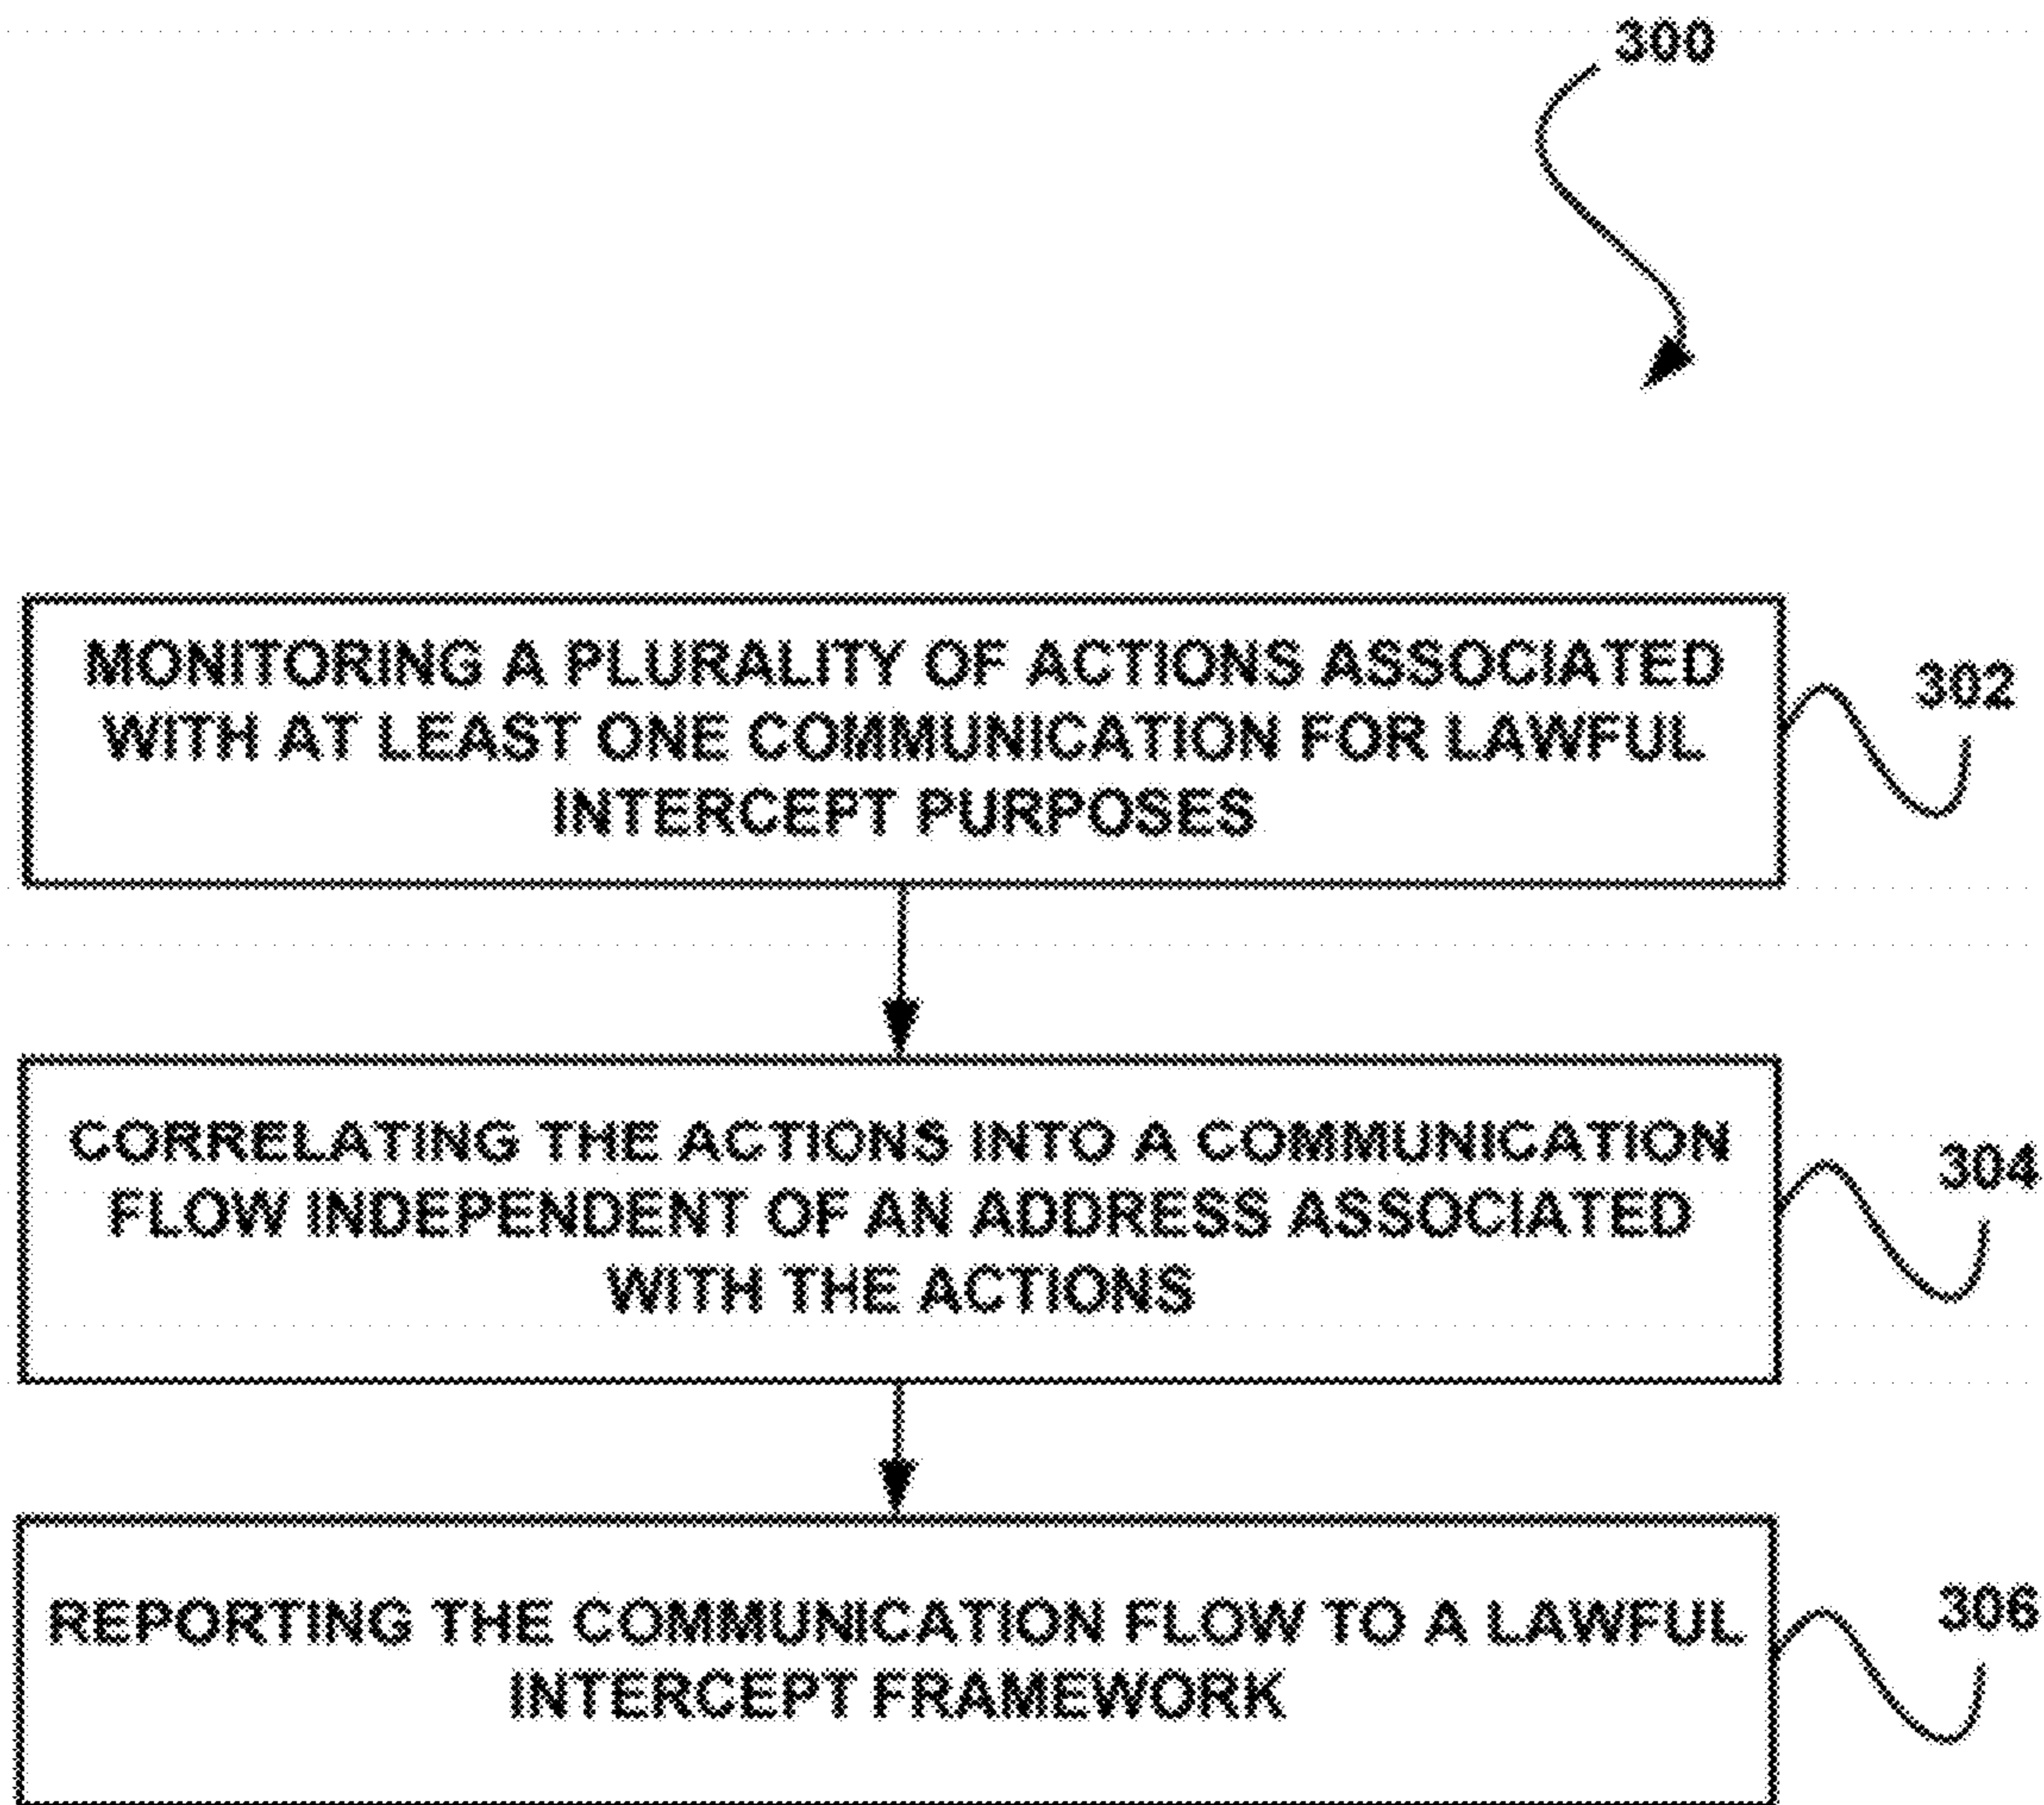 300
MONITORING A PLURALITY OF ACTIONS ASSOCIATED
WITH AT LEAST ONE COMMUNICATION FOR LAWFUL
INTERCEPT PURPOSES
302
CORRELATING THE ACTIONS INTO A COMMUNICATION
FLOW INDEPENDENT OF AN ADDRESS ASSOCIATED
WITH THE ACTIONS
304
REPORTING THE COMMUNICATION FLOW TO A LAWFUL
INTERCEPT FRAMEWORK
306